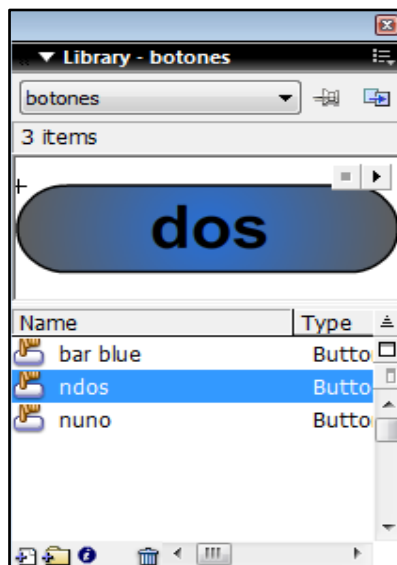 Library - botones
botones
3 items
dos
Name Type
bar blue Butto
ndos Butto
nuno Butto